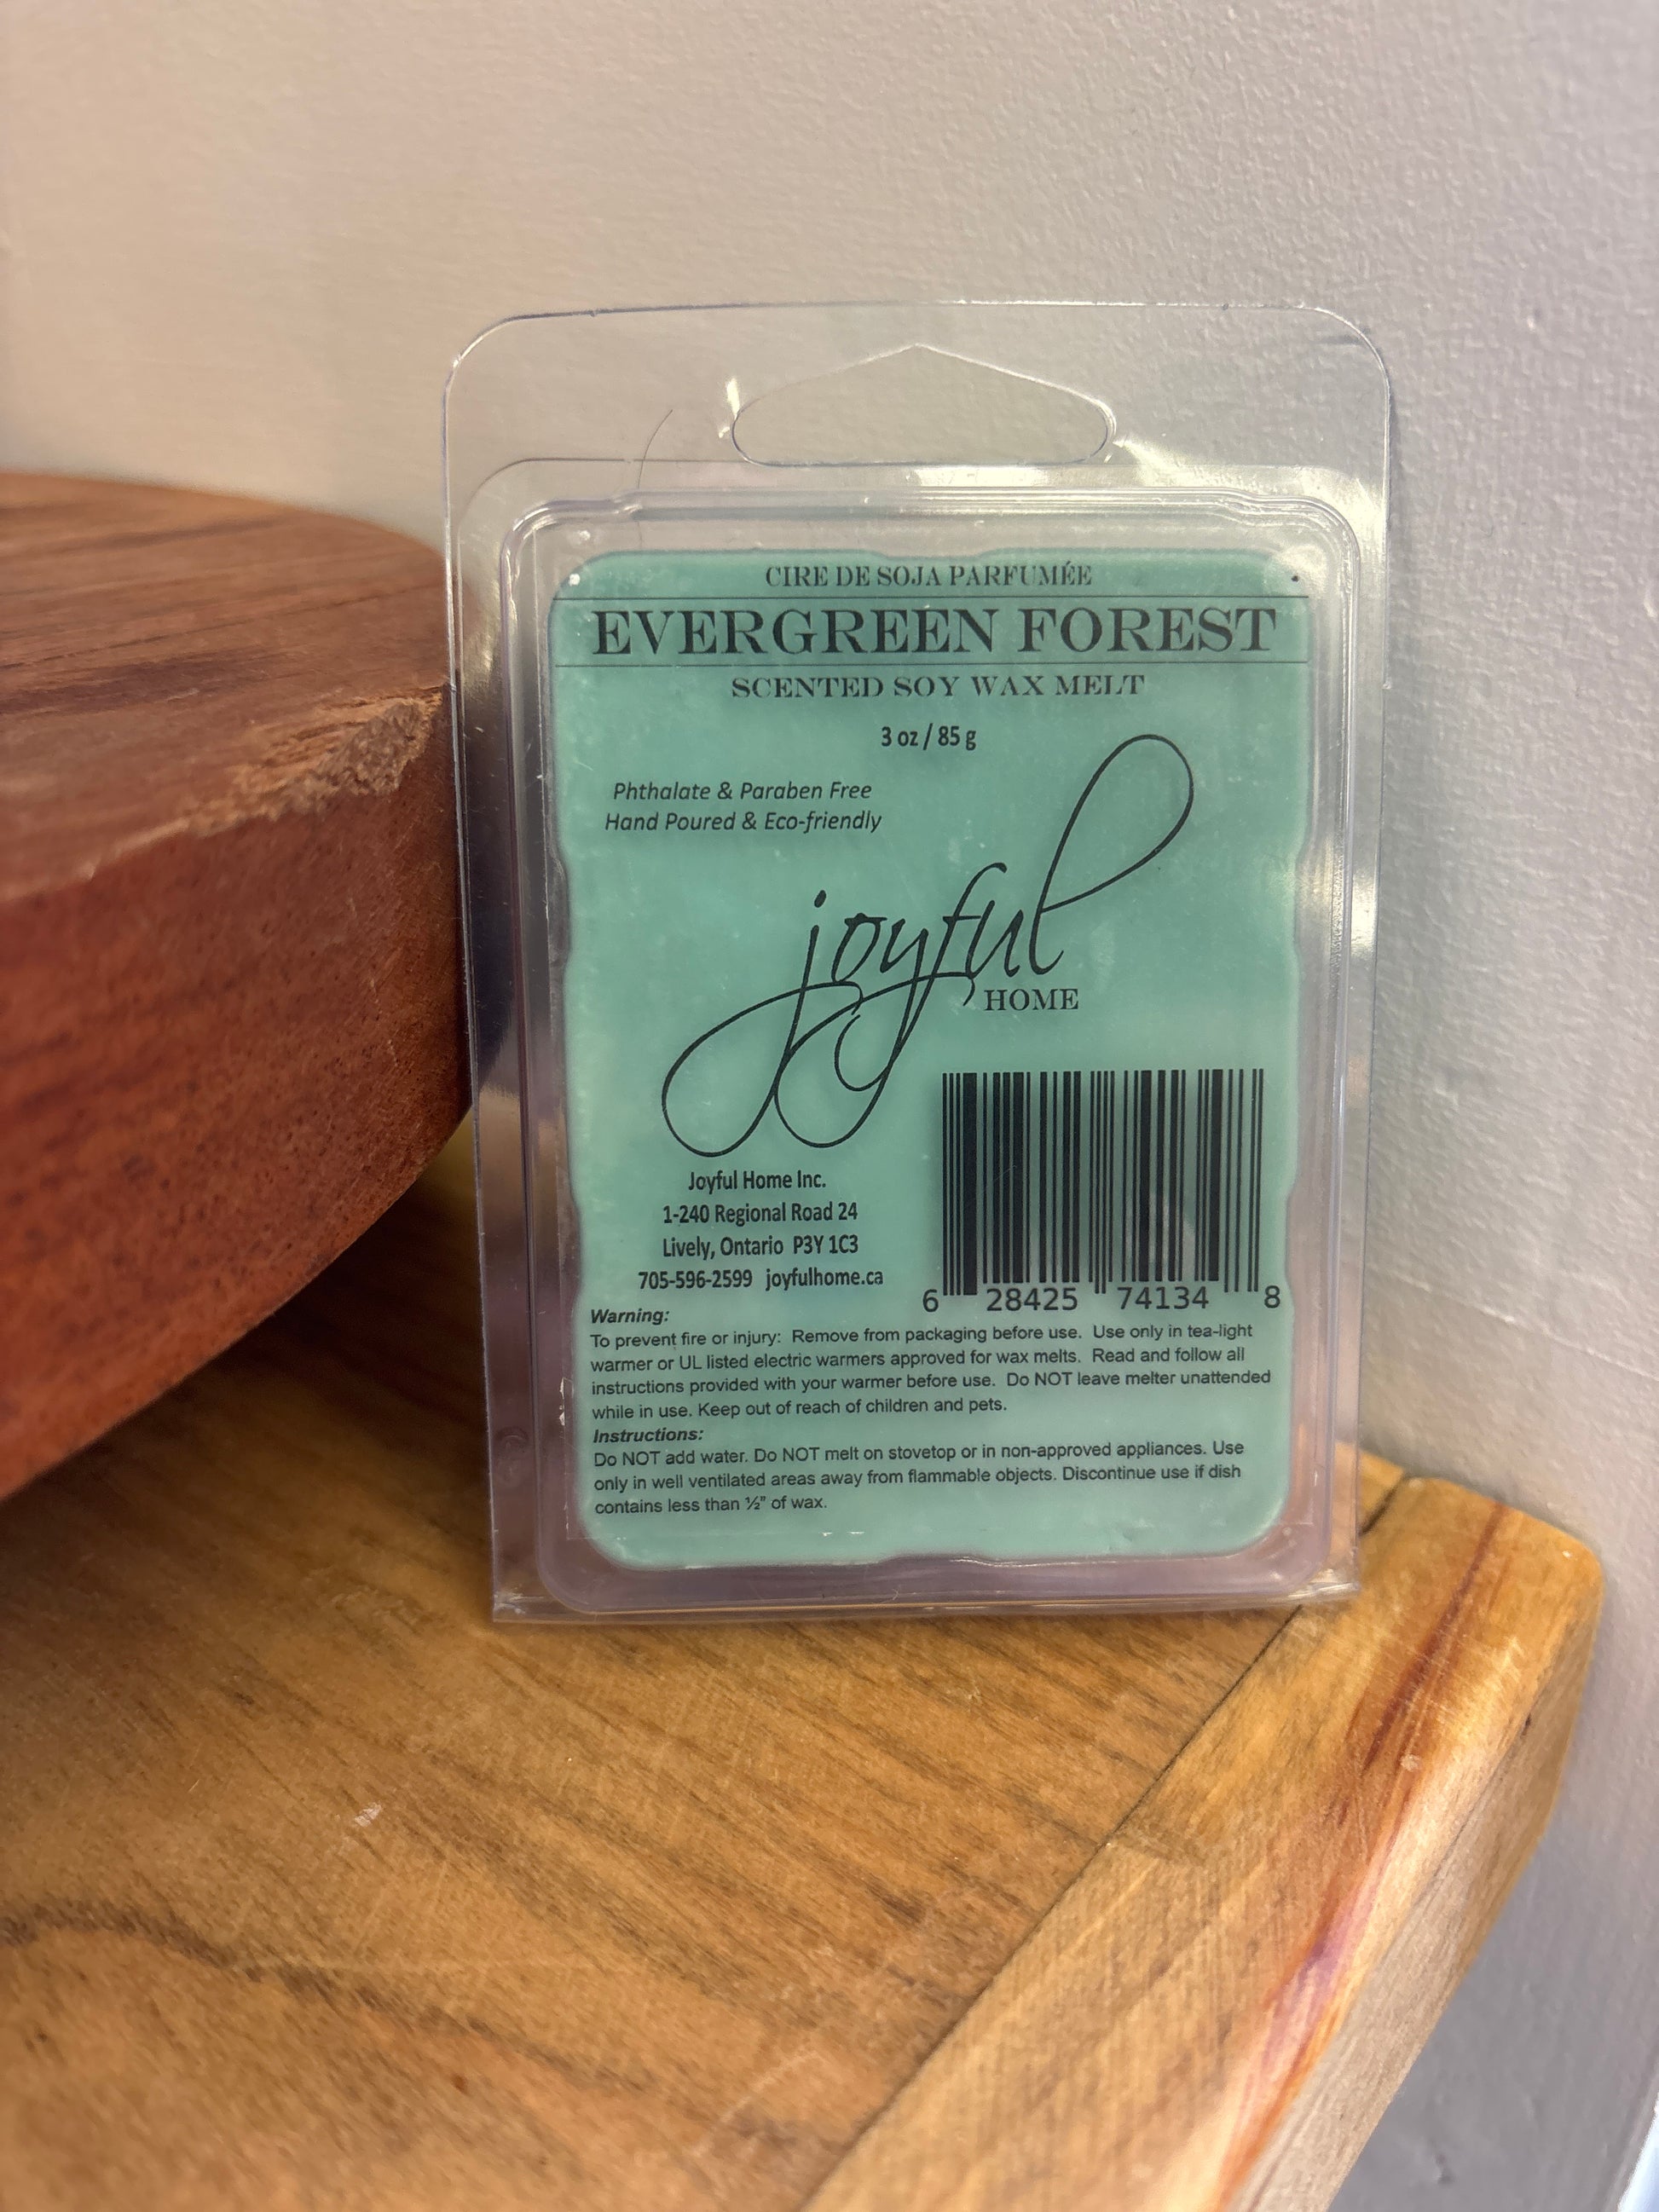 CIRE DE SOJA PARFUMÉE
EVERGREEN FOREST
SCENTED SOY WAX MELT
3 oz / 85 g
Phthalate & Paraben Free
Hand Poured & Eco-friendly
joyful
HOME
Joyful Home Inc.
1-240 Regional Road 24
Lively, Ontario P3Y 1C3
705-596-2599 joyfulhome.ca
6 28425 74134 8
Warning:
To prevent fire or injury: Remove from packaging before use. Use only in tea-light
warmer or UL listed electric warmers approved for wax melts. Read and follow all
instructions provided with your warmer before use. Do NOT leave melter unattended
while in use. Keep out of reach of children and pets.
Instructions:
Do NOT add water. Do NOT melt on stovetop or in non-approved appliances. Use
only in well ventilated areas away from flammable objects. Discontinue use if dish
contains less than ½" of wax.